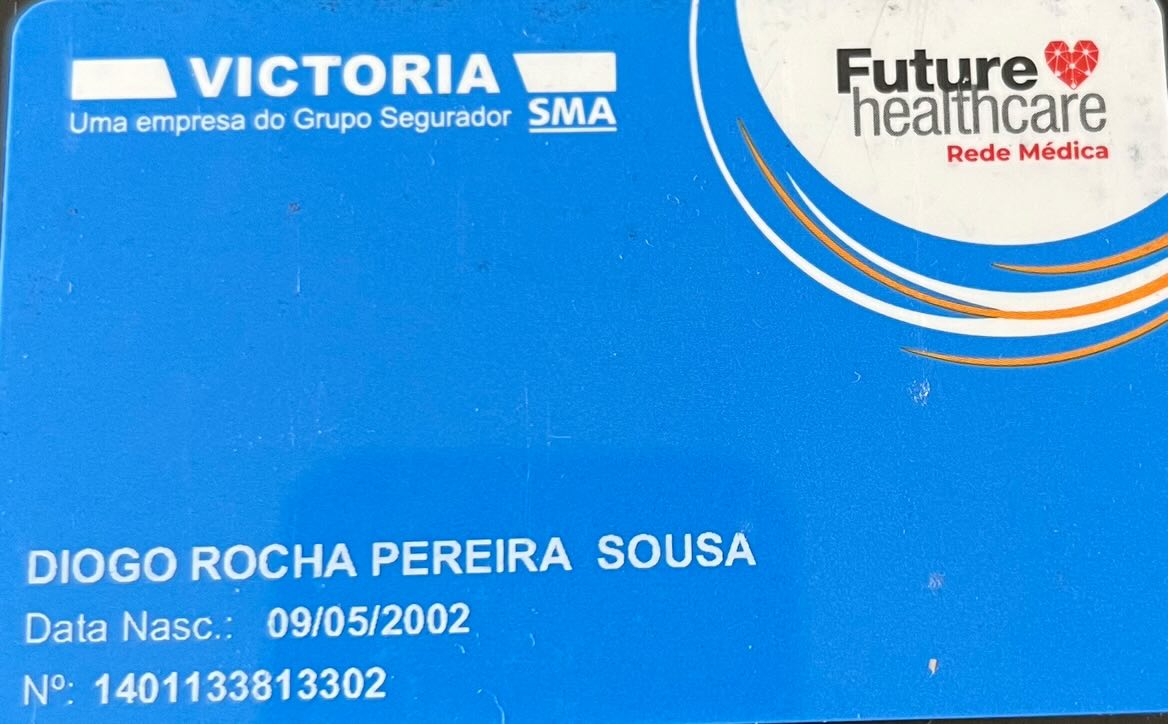 VICTORIA
Uma empresa do Grupo Segurador SMA
Future
healthcare
Rede Médica
DIOGO ROCHA PEREIRA SOUSA
Data Nasc.: 09/05/2002
Nº: 1401133813302